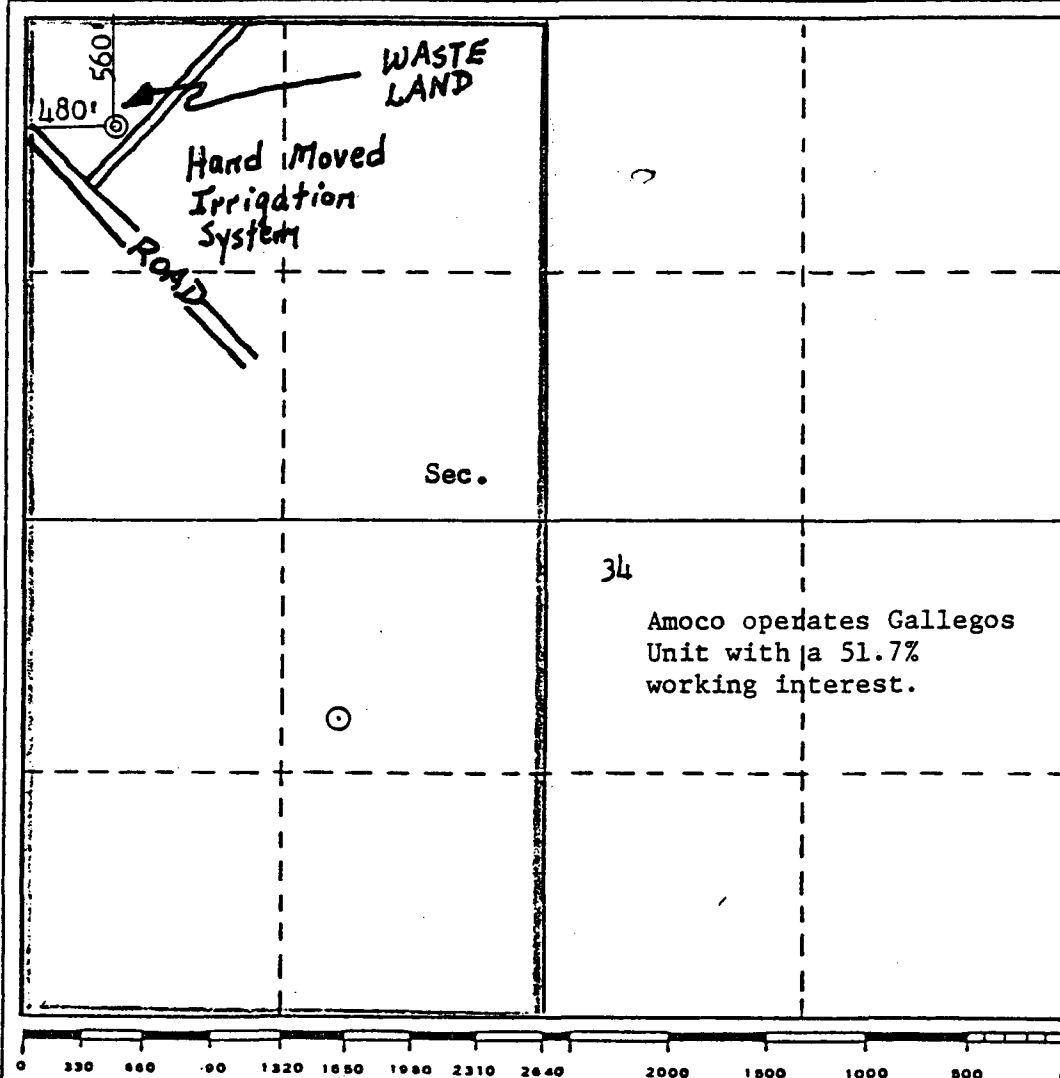 560'
480'
WASTE
LAND
Hand Moved
Irrigation
System
ROAD
Sec.
34
Amoco operates Gallegos
Unit with a 51.7%
working interest.
0 330 660 .90 1320 1650 1980 2310 2640 2000 1500 1000 500